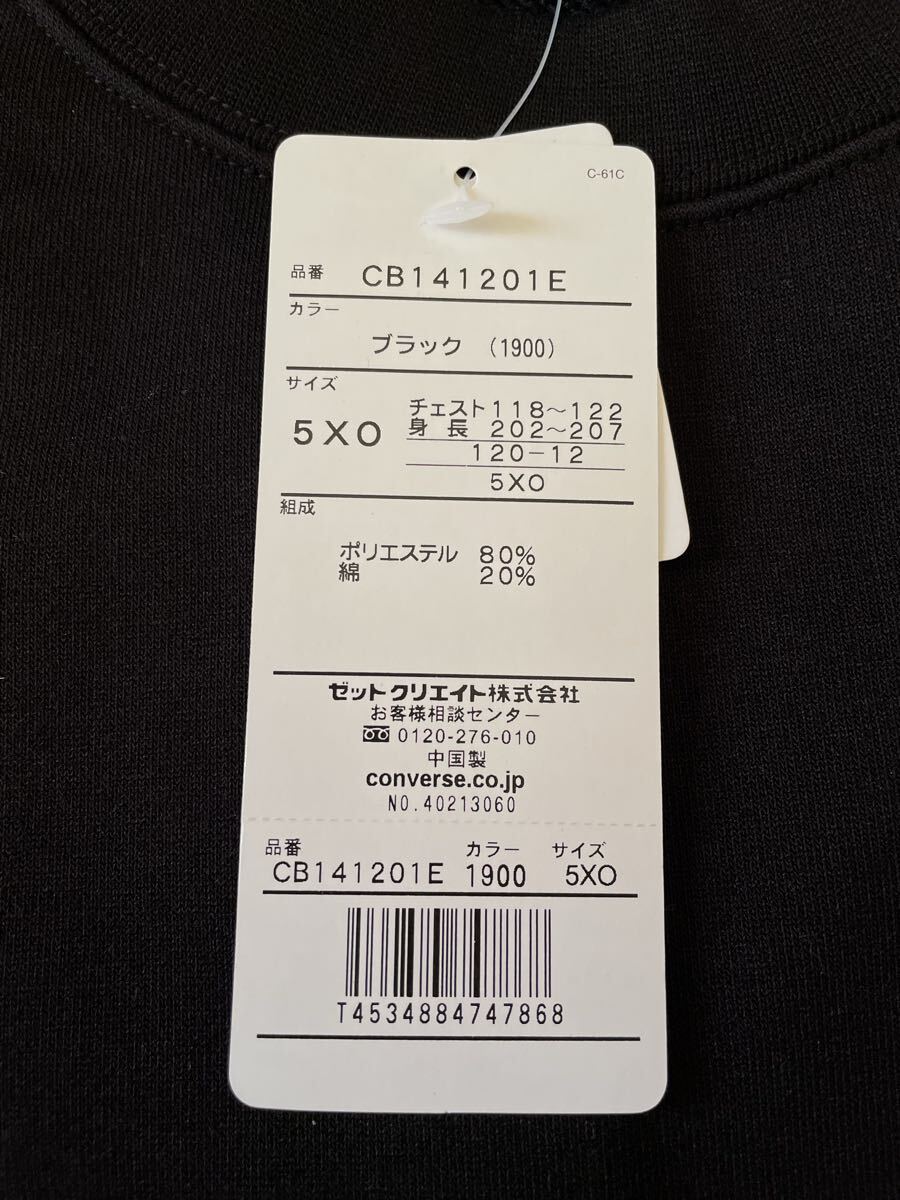 C-61C
品番 CB141201E
カラー
ブラック (1900)
サイズ
5XO
チェスト 118～122
身長 202～207
120-12
5XO
組成
ポリエステル 80%
綿 20%
ゼットクリエイト株式会社
お客様相談センター
0120-276-010
中国製
converse.co.jp
NO.40213060
品番 カラー サイズ
CB141201E 1900 5XO
T4534884747868